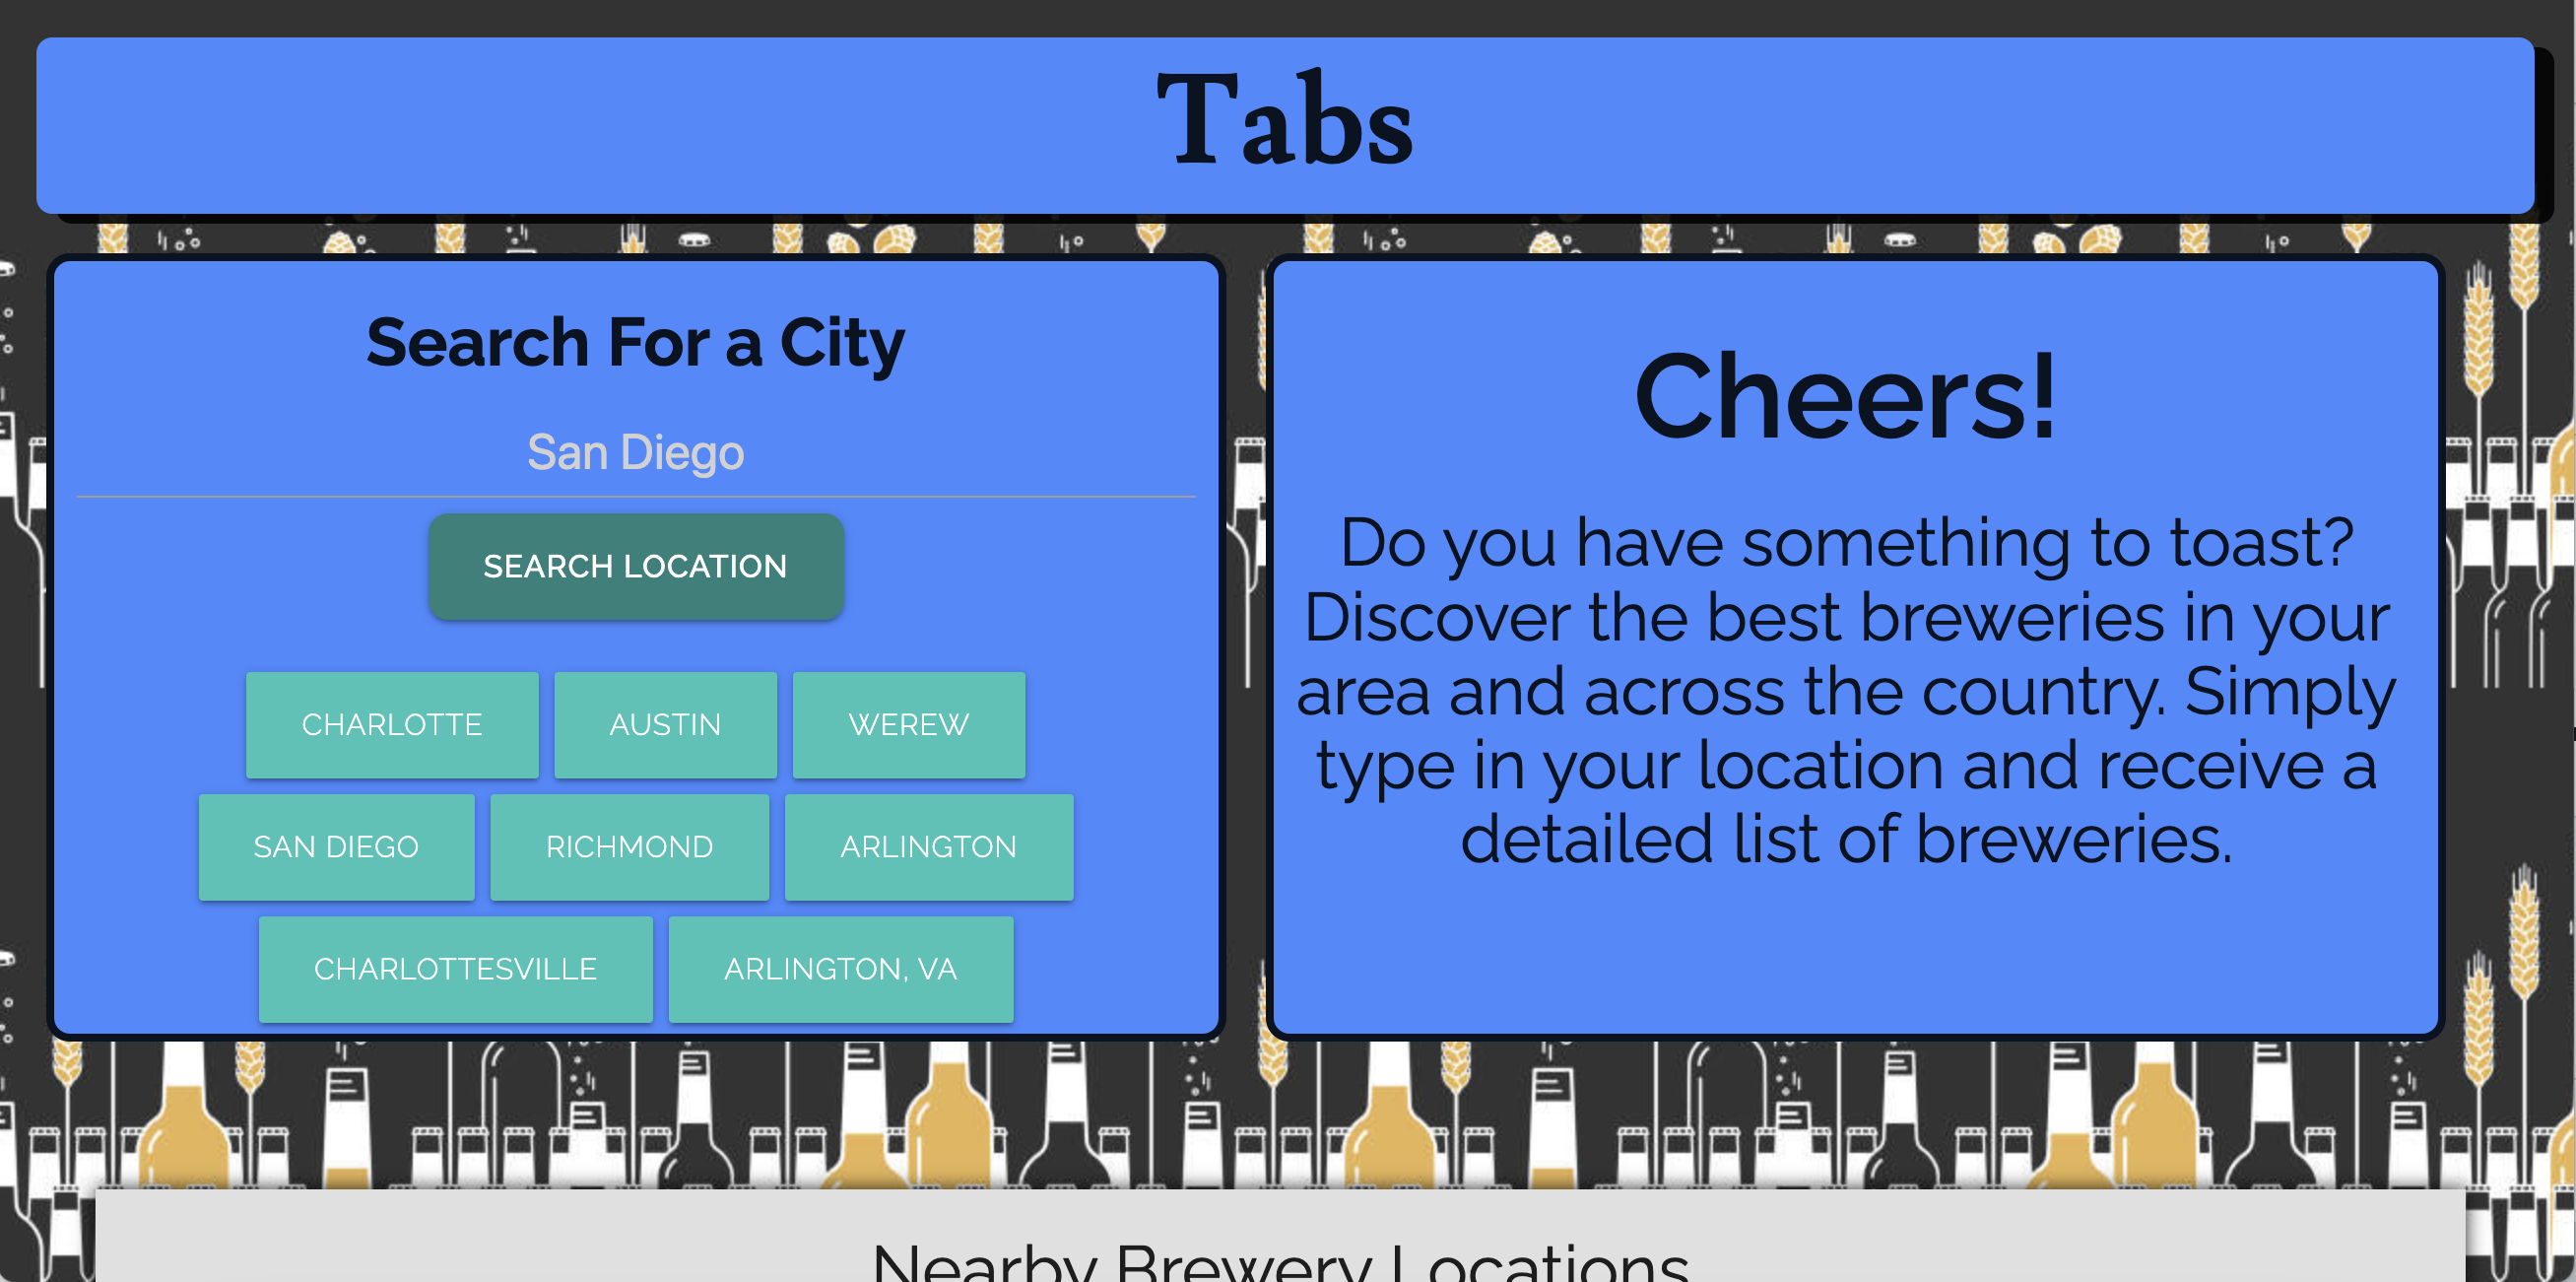 Tabs
Search For a City
San Diego
SEARCH LOCATION
CHARLOTTE AUSTIN WEREW
SAN DIEGO RICHMOND ARLINGTON
CHARLOTTESVILLE ARLINGTON, VA
Cheers!
Do you have something to toast?
Discover the best breweries in your
area and across the country. Simply
type in your location and receive a
detailed list of breweries.
Nearby Brewery Locations